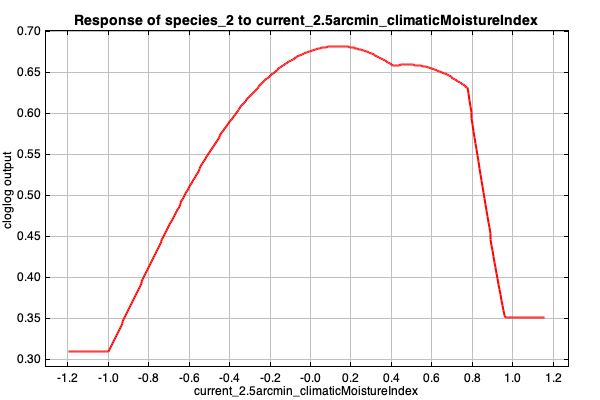 Response of species_2 to current_2.5arcmin_climaticMoistureIndex
0.70
0.65
0.60
0.55
0.50
0.45
0.40
0.35
0.30
cloglog output
-1.2 -1.0 -0.8 -0.6 -0.4 -0.2 -0.0 0.2 0.4 0.6 0.8 1.0 1.2
current_2.5arcmin_climaticMoistureIndex